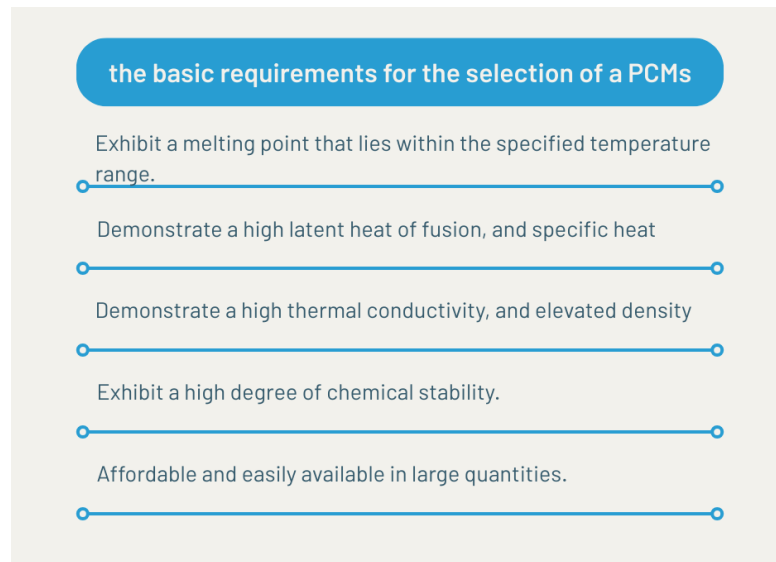 the basic requirements for the selection of a PCMs
Exhibit a melting point that lies within the specified temperature
range.
Demonstrate a high latent heat of fusion, and specific heat
Demonstrate a high thermal conductivity, and elevated density
Exhibit a high degree of chemical stability.
Affordable and easily available in large quantities.